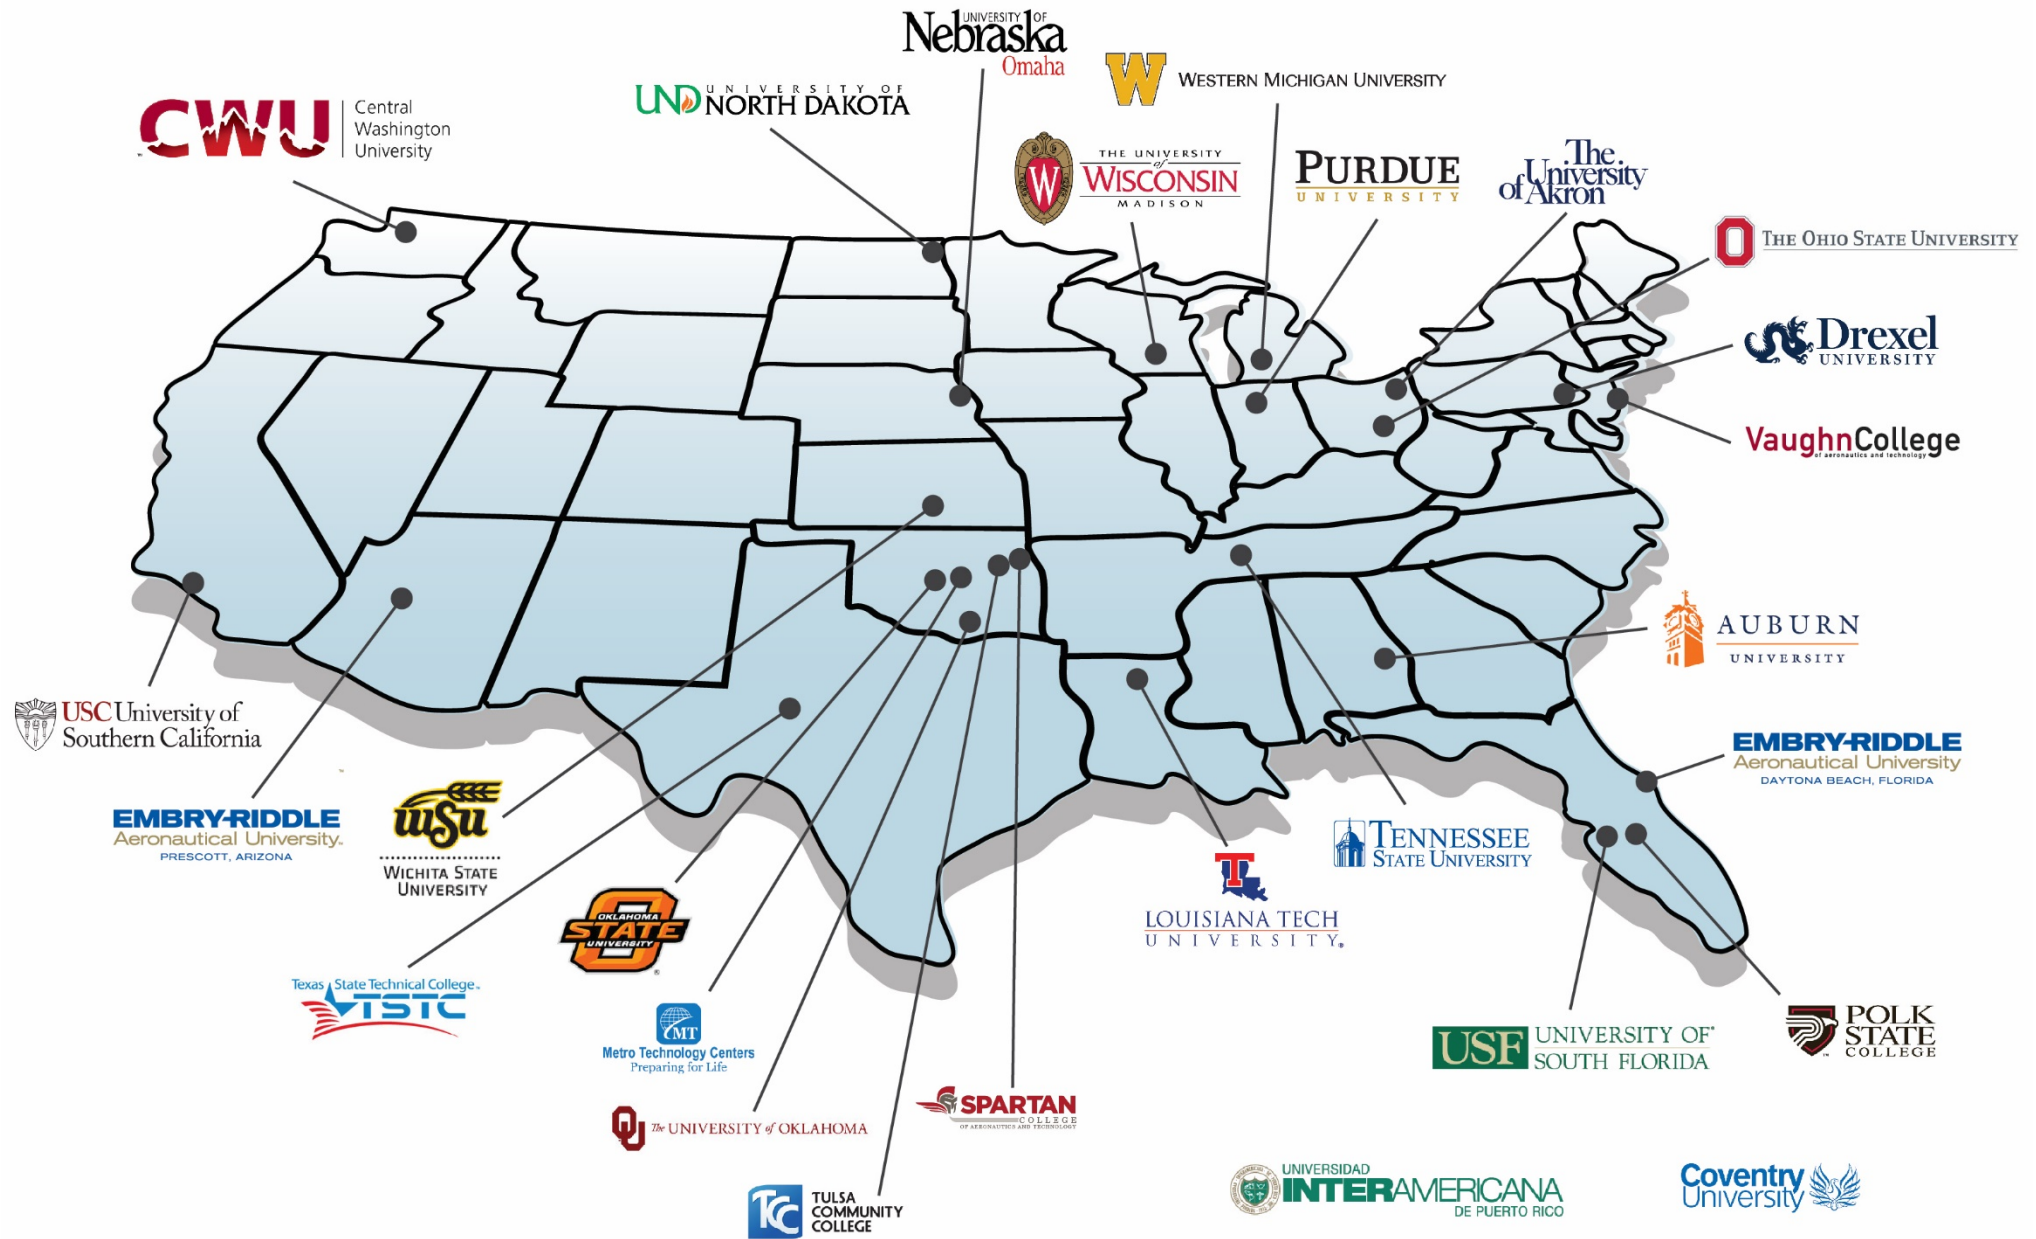 UNIVERSITY OF
Nebraska
Omaha
W WESTERN MICHIGAN UNIVERSITY
UND UNIVERSITY OF
NORTH DAKOTA
CWU
Central
Washington
University
W
THE UNIVERSITY
of
WISCONSIN
MADISON
PURDUE
UNIVERSITY
The
University
of Akron
O THE OHIO STATE UNIVERSITY
Drexel
UNIVERSITY
VaughnCollege
of aeronautics and technology
AUBURN
UNIVERSITY
USC University of
Southern California
EMBRY-RIDDLE
Aeronautical University
DAYTONA BEACH, FLORIDA
EMBRY-RIDDLE
Aeronautical University
PRESCOTT, ARIZONA
WSU
WICHITA STATE
UNIVERSITY
TENNESSEE
STATE UNIVERSITY
T
LOUISIANA TECH
UNIVERSITY®
OKLAHOMA
STATE
UNIVERSITY
®
Texas State Technical College
TSTC
MT
Metro Technology Centers
Preparing for Life
USF UNIVERSITY OF
SOUTH FLORIDA
POLK
STATE
COLLEGE
OU The UNIVERSITY of OKLAHOMA
SPARTAN
COLLEGE
OF AERONAUTICS AND TECHNOLOGY
TCC
TULSA
COMMUNITY
COLLEGE
UNIVERSIDAD
INTERAMERICANA
DE PUERTO RICO
Coventry
University